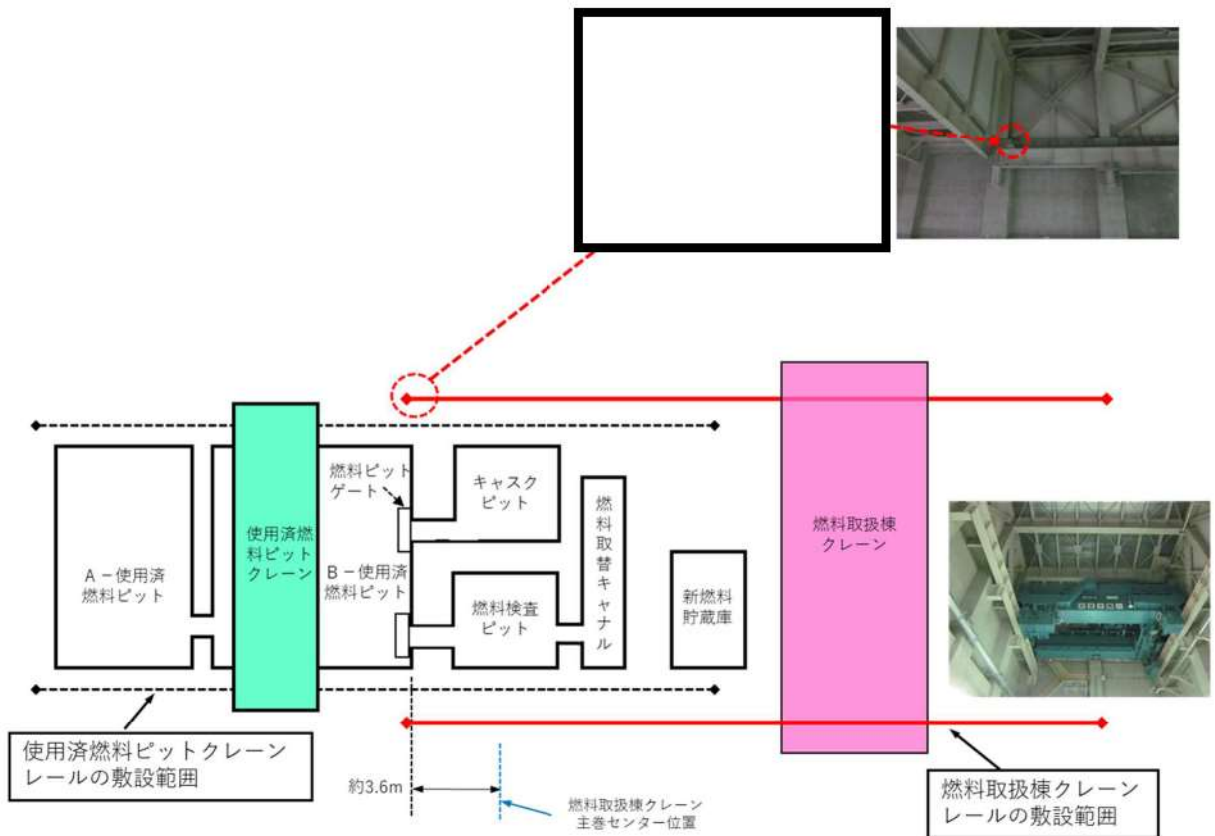 燃料ピット
ゲート
キャスク
ピット
燃料取替キャナル
使用済燃
料ピット
クレーン
燃料取扱棟
クレーン
A－使用済
燃料ピット
B－使用済
燃料ピット
燃料検査
ピット
新燃料
貯蔵庫
使用済燃料ピットクレーン
レールの敷設範囲
約3.6m
燃料取扱棟クレーン
主巻センター位置
燃料取扱棟クレーン
レールの敷設範囲